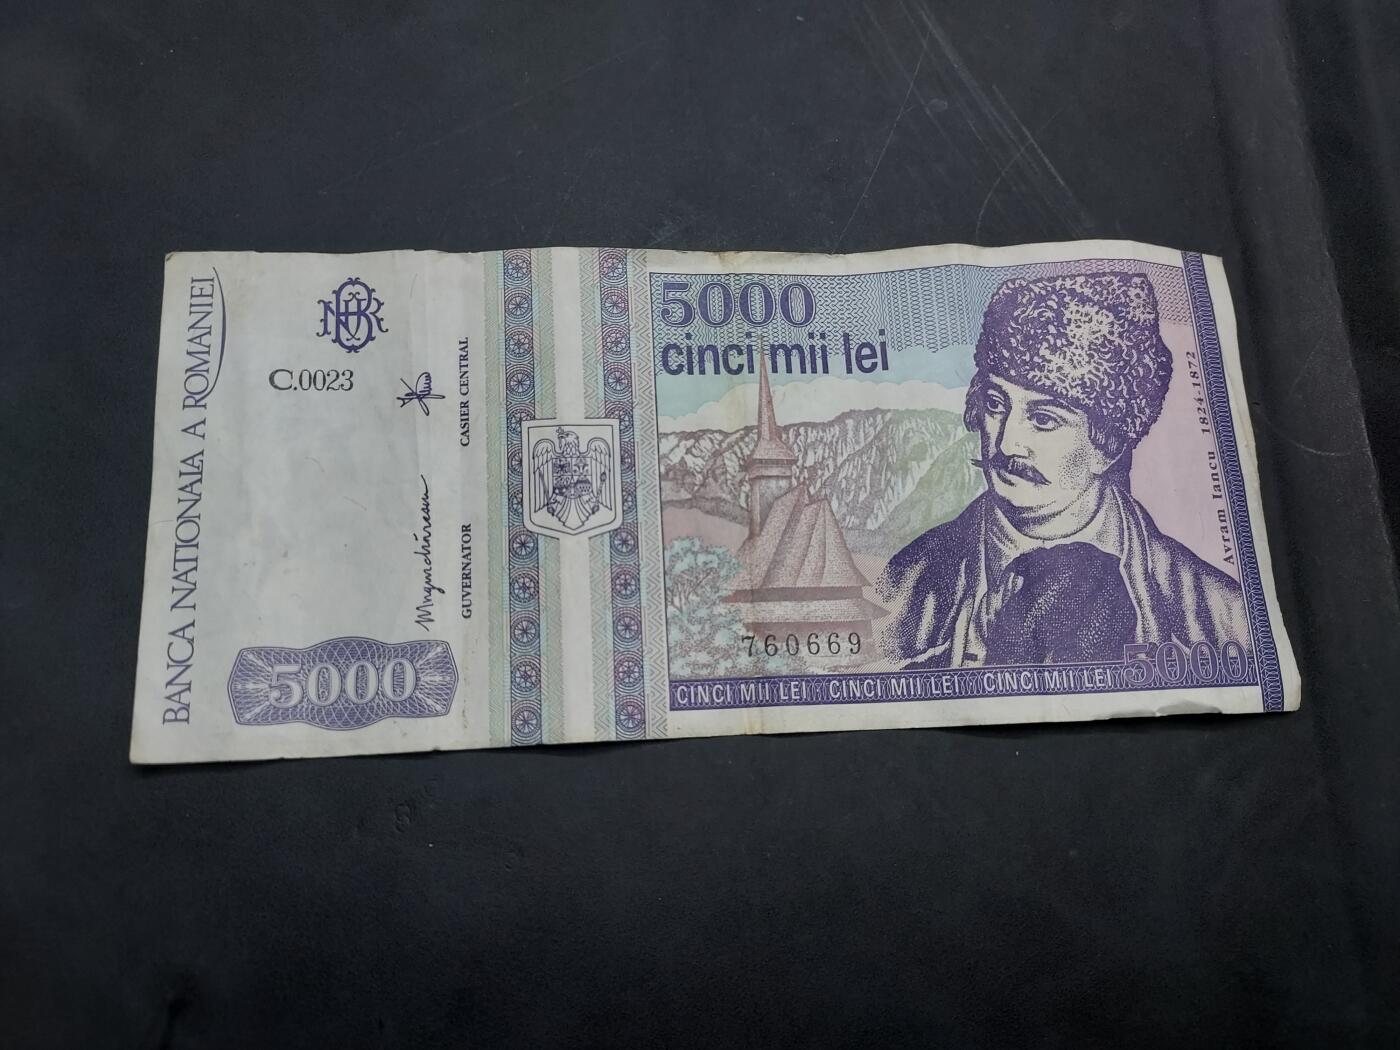 BANCA NATIONALA A ROMANIEI
C.0023
CASIER CENTRAL
GUVERNATOR
5000
5000
cinci mii lei
Avram Iancu 1824-1872
760669
CINCI MII LEI CINCI MII LEI CINCI MII LEI 5000